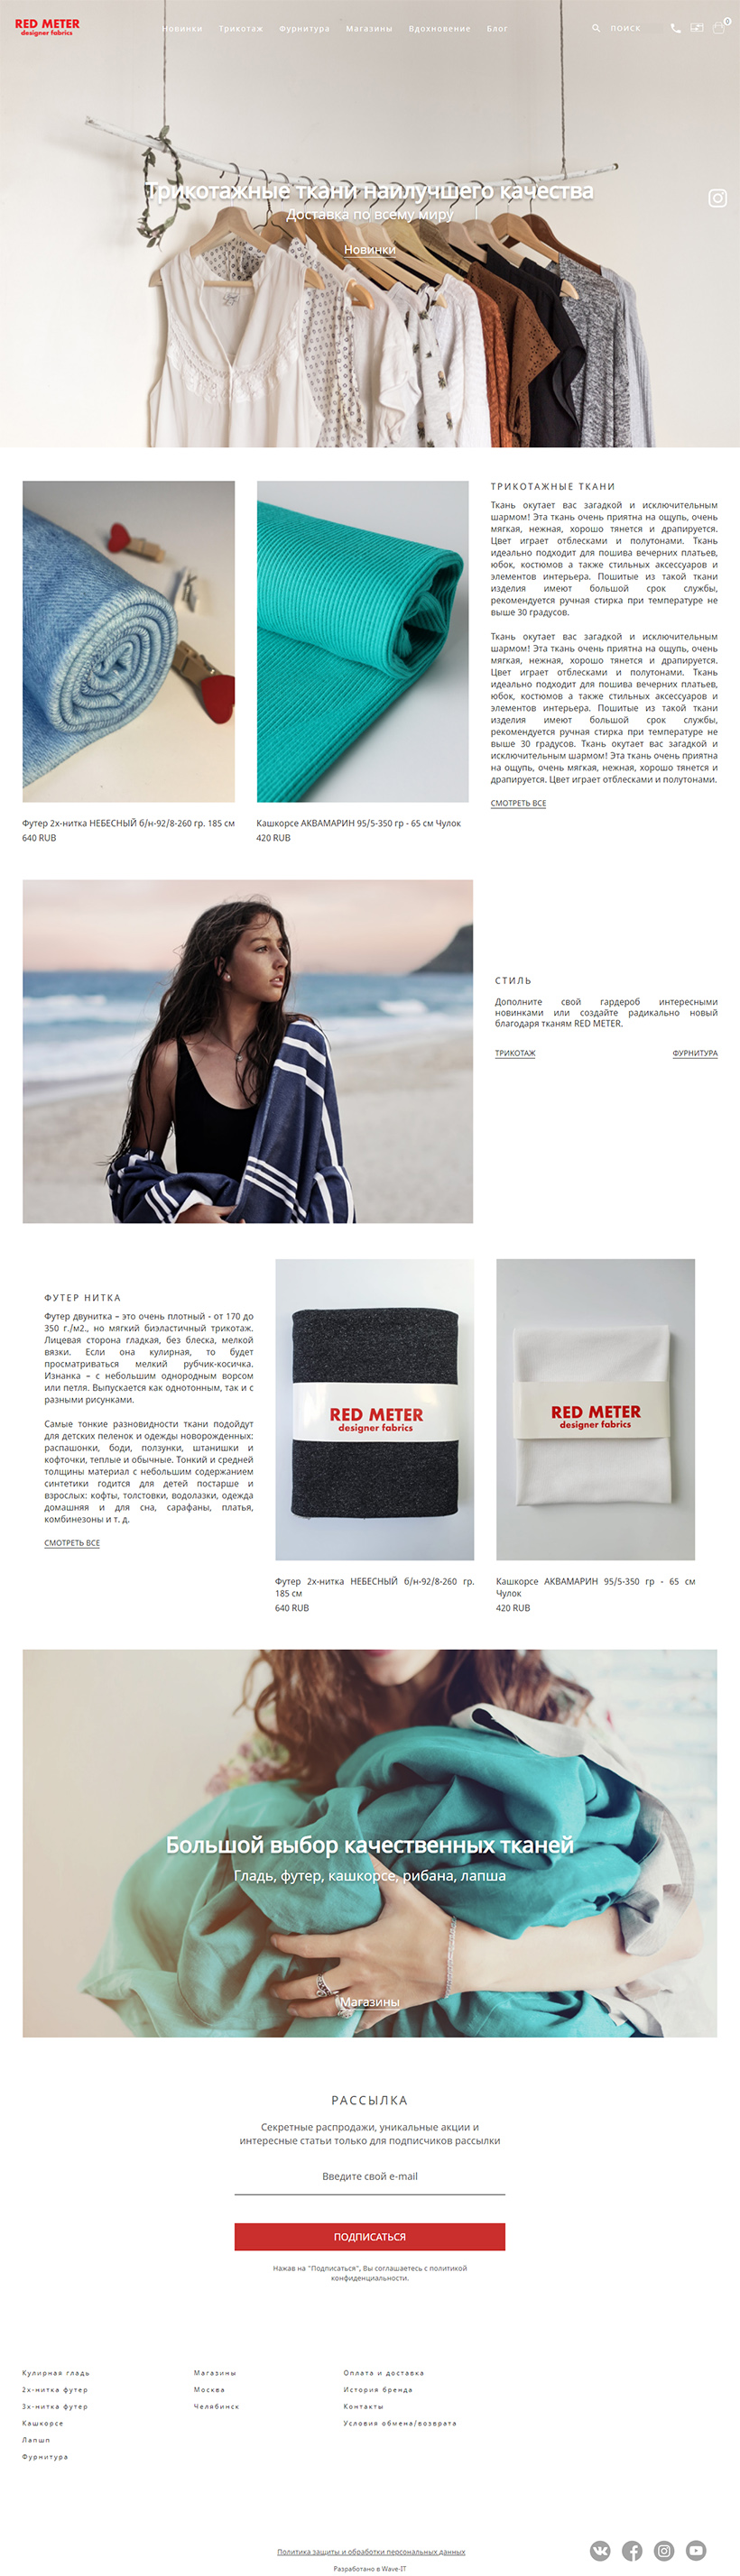 RED METER
designer fabrics
Новинки Трикотаж Фурнитура Магазины Вдохновение Блог
ПОИСК
0
Трикотажные ткани наилучшего качества
Доставка по всему миру
Новинки
ТРИКОТАЖНЫЕ ТКАНИ
Ткань окутает вас загадкой и исключительным
шармом! Эта ткань очень приятна на ощупь, очень
мягкая, нежная, хорошо тянется и драпируется.
Цвет играет отблесками и полутонами. Ткань
идеально подходит для пошива вечерних платьев,
юбок, костюмов а также стильных аксессуаров и
элементов интерьера. Пошитые из такой ткани
изделия имеют большой срок службы,
рекомендуется ручная стирка при температуре не
выше 30 градусов.
Ткань окутает вас загадкой и исключительным
шармом! Эта ткань очень приятна на ощупь, очень
мягкая, нежная, хорошо тянется и драпируется.
Цвет играет отблесками и полутонами. Ткань
идеально подходит для пошива вечерних платьев,
юбок, костюмов а также стильных аксессуаров и
элементов интерьера. Пошитые из такой ткани
изделия имеют большой срок службы,
рекомендуется ручная стирка при температуре не
выше 30 градусов. Ткань окутает вас загадкой и
исключительным шармом! Эта ткань очень приятна
на ощупь, очень мягкая, нежная, хорошо тянется и
драпируется. Цвет играет отблесками и полутонами.
СМОТРЕТЬ ВСЕ
Футер 2х-нитка НЕБЕСНЫЙ б/н-92/8-260 гр. 185 см
640 RUB
Кашкорсе АКВАМАРИН 95/5-350 гр - 65 см Чулок
420 RUB
СТИЛЬ
Дополните свой гардероб интересными
новинками или создайте радикально новый
благодаря тканям RED METER.
ТРИКОТАЖ
ФУРНИТУРА
ФУТЕР НИТКА
Футер двунитка – это очень плотный - от 170 до
350 г./м2., но мягкий биэластичный трикотаж.
Лицевая сторона гладкая, без блеска, мелкой
вязки. Если она кулирная, то будет
просматриваться мелкий рубчик-косичка.
Изнанка – с небольшим однородным ворсом
или петля. Выпускается как однотонным, так и с
разными рисунками.
Самые тонкие разновидности ткани подойдут
для детских пеленок и одежды новорожденных:
распашонки, боди, ползунки, штанишки и
кофточки, теплые и обычные. Тонкий и средней
толщины материал с небольшим содержанием
синтетики годится для детей постарше и
взрослых: кофты, толстовки, водолазки, одежда
домашняя и для сна, сарафаны, платья,
комбинезоны и т. д.
СМОТРЕТЬ ВСЕ
RED METER
designer fabrics
RED METER
designer fabrics
Футер 2х-нитка НЕБЕСНЫЙ б/н-92/8-260 гр.
185 см
640 RUB
Кашкорсе АКВАМАРИН 95/5-350 гр - 65 см
Чулок
420 RUB
Большой выбор качественных тканей
Гладь, футер, кашкорсе, рибана, лапша
Магазины
РАССЫЛКА
Секретные распродажи, уникальные акции и
интересные статьи только для подписчиков рассылки
Введите свой e-mail
ПОДПИСАТЬСЯ
Нажав на "Подписаться", Вы соглашаетесь с политикой
конфиденциальности.
Кулирная гладь
2х-нитка футер
3х-нитка футер
Кашкорсе
Лапшп
Фурнитура
Магазины
Москва
Челябинск
Оплата и доставка
История бренда
Контакты
Условия обмена/возврата
Политика защиты и обработки персональных данных
Разработано в Wave-IT